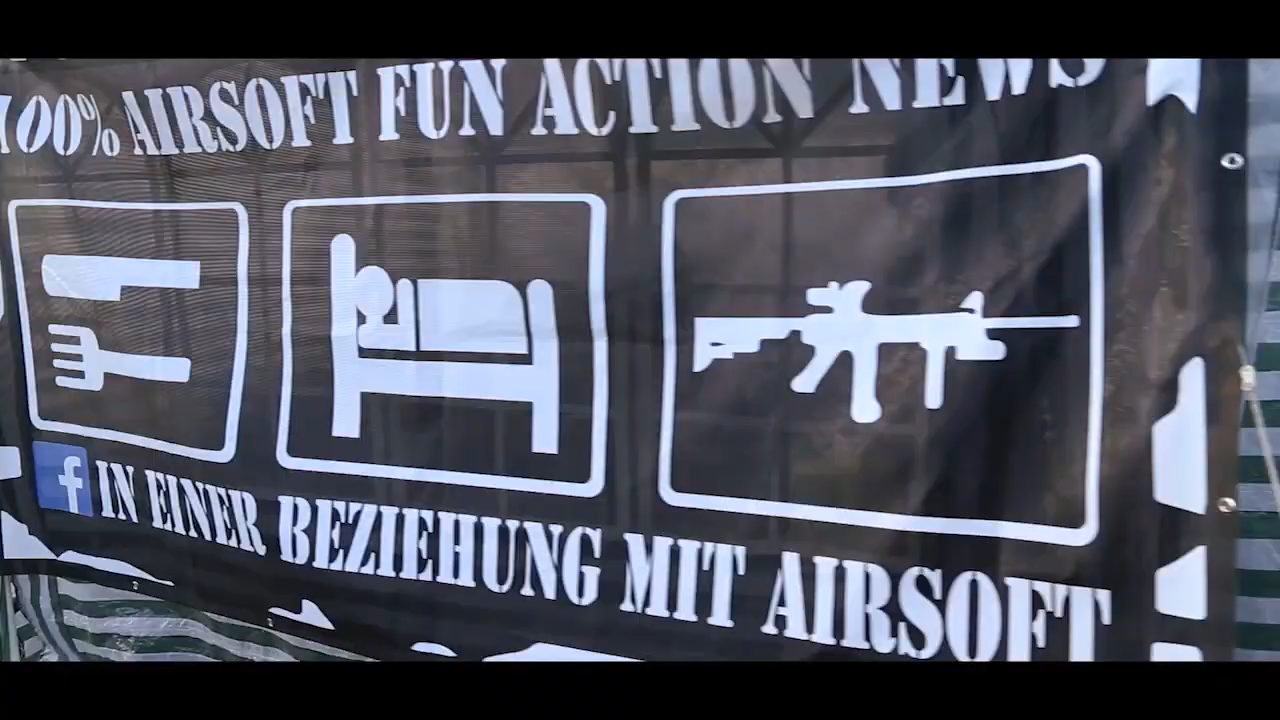 100% AIRSOFT FUN ACTION NEWS
f IN EINER BEZIEHUNG MIT AIRSOFT